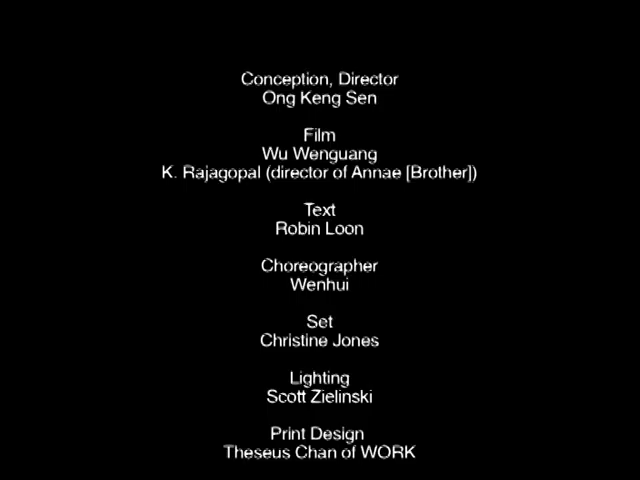 Conception, Director
Ong Keng Sen
Film
Wu Wenguang
K. Rajagopal (director of Annae [Brother])
Text
Robin Loon
Choreographer
Wenhui
Set
Christine Jones
Lighting
Scott Zielinski
Print Design
Theseus Chan of WORK